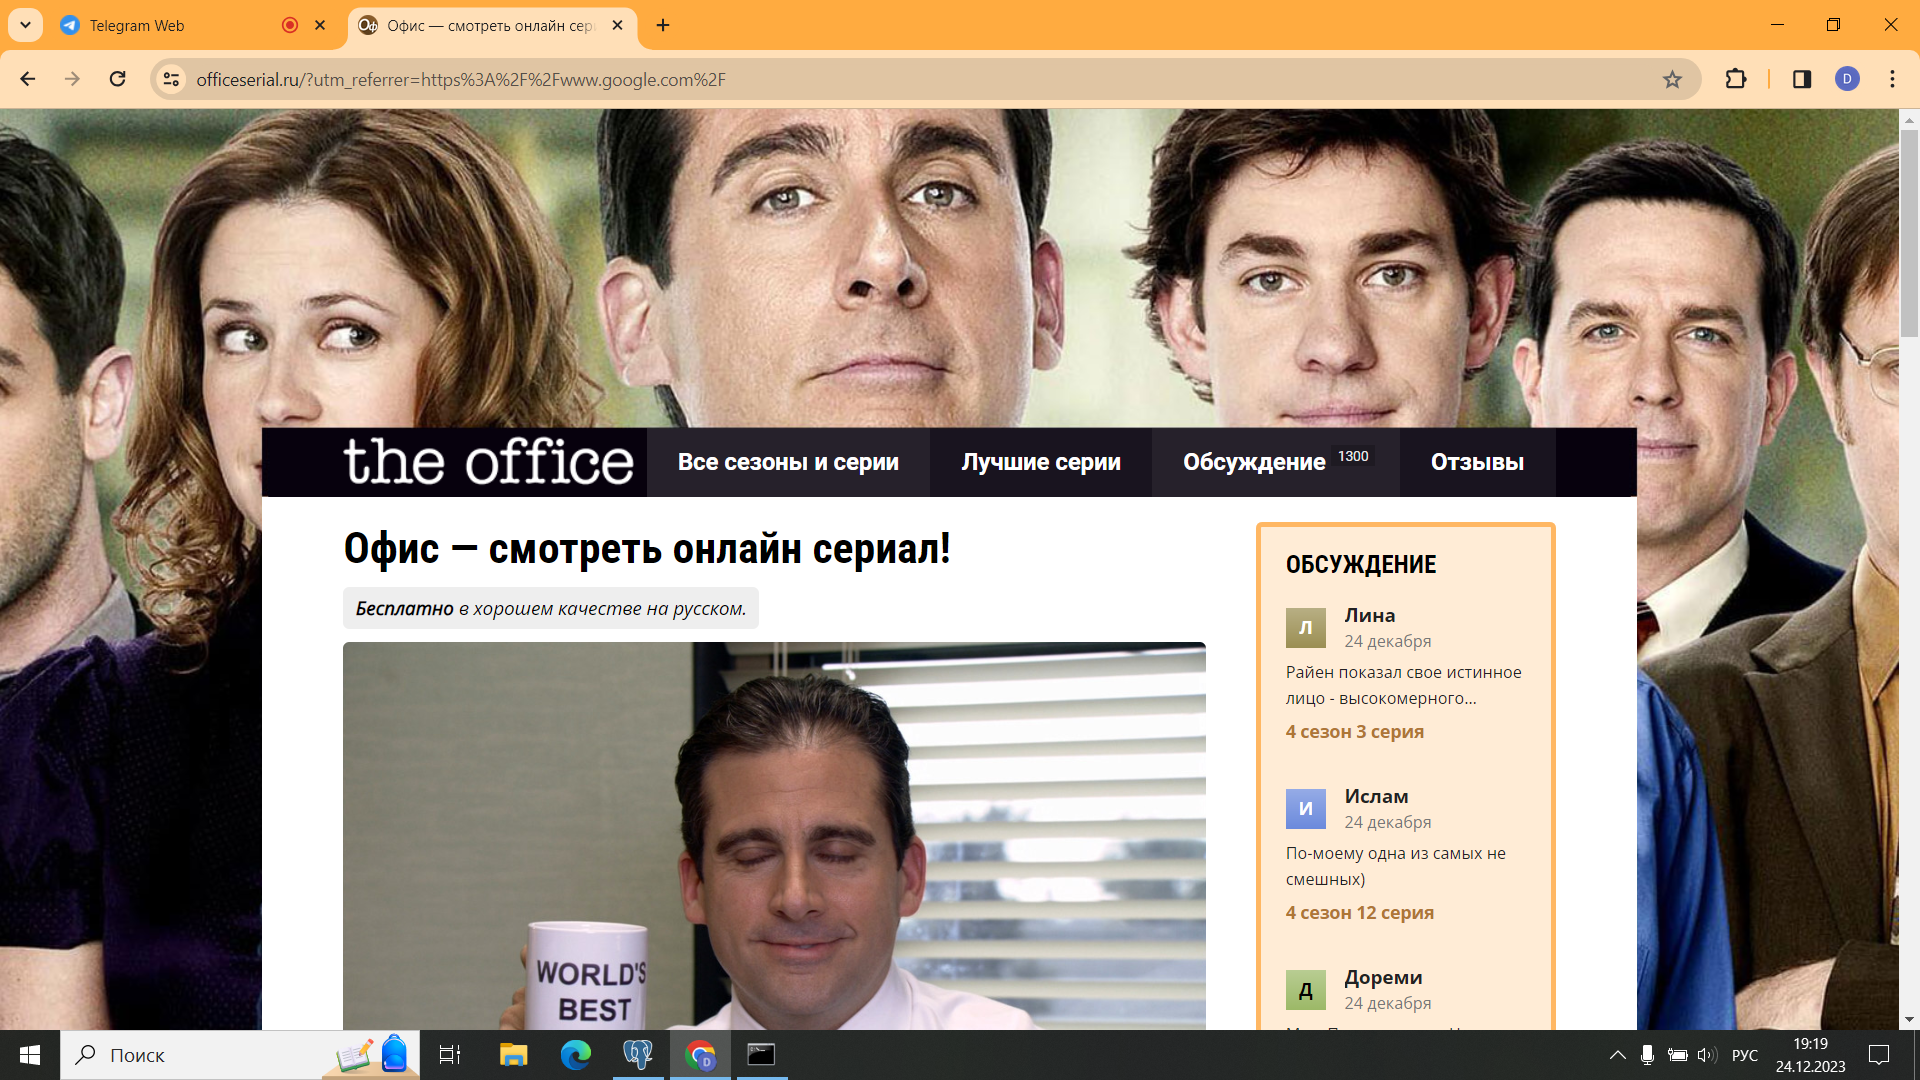 Telegram Web
Оф
Офис — смотреть онлайн сер
officeserial.ru/?utm_referrer=https%3A%2F%2Fwww.google.com%2F
D
the office
Все сезоны и серии
Лучшие серии
Обсуждение 1300
Отзывы
Офис — смотреть онлайн сериал!
Бесплатно в хорошем качестве на русском.
WORLD'S
BEST
ОБСУЖДЕНИЕ
Л
Лина
24 декабря
Райен показал свое истинное
лицо - высокомерного...
4 сезон 3 серия
И
Ислам
24 декабря
По-моему одна из самых не
смешных)
4 сезон 12 серия
Д
Дореми
24 декабря
Поиск
D
РУС
19:19
24.12.2023